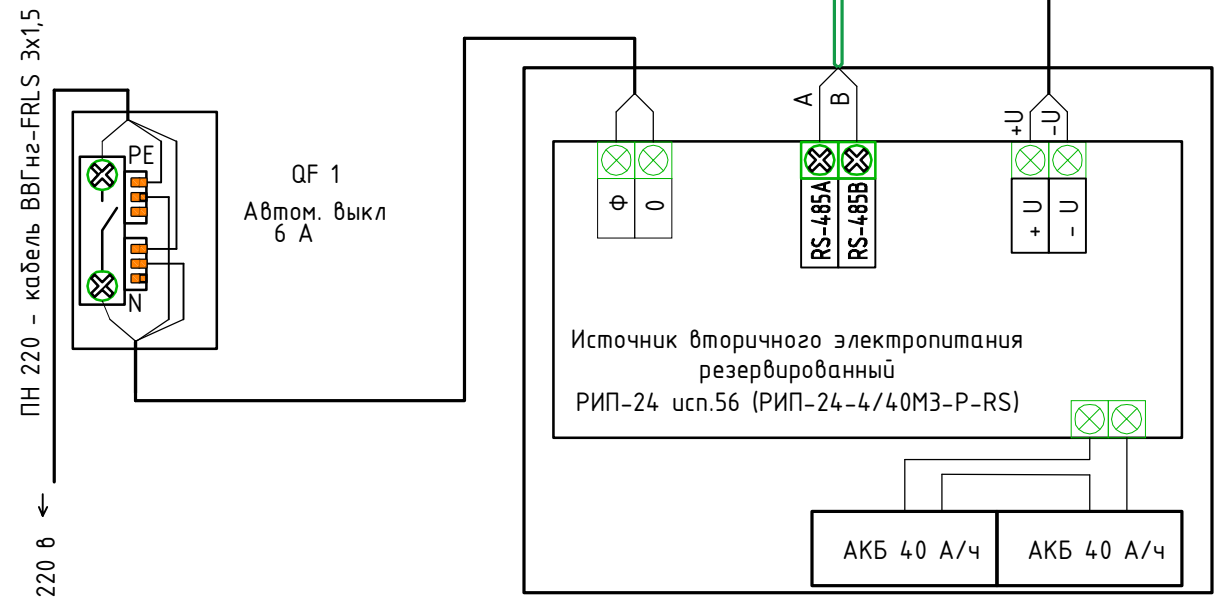 ПН 220 - кабель ВВГнг-FRLS 3х1,5
220 в
PE
N
QF 1
Автом. выкл
6 А
A
B
+U
-U
Ф
0
RS-485A
RS-485B
+ U
- U
Источник вторичного электропитания
резервированный
РИП-24 исп.56 (РИП-24-4/40М3-Р-RS)
АКБ 40 А/ч
АКБ 40 А/ч